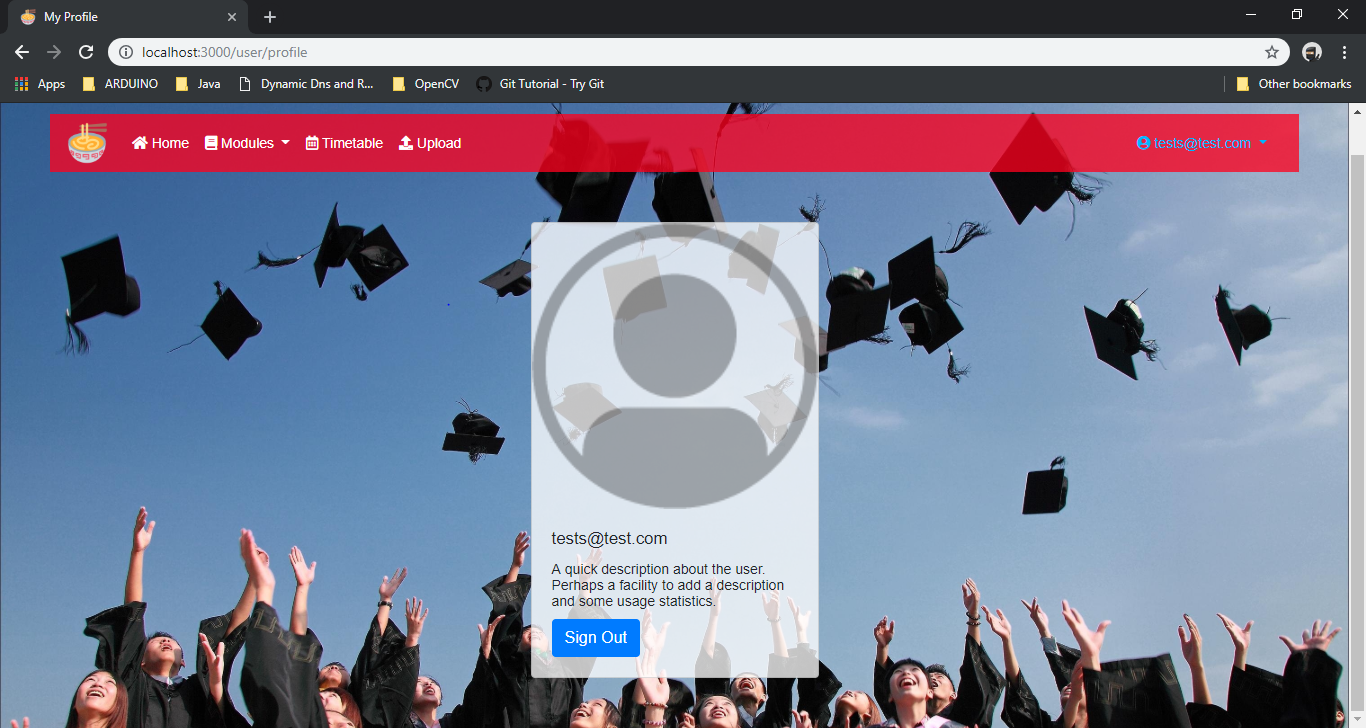 My Profile
localhost:3000/user/profile
Apps ARDUINO Java Dynamic Dns and R... OpenCV Git Tutorial - Try Git Other bookmarks
Home Modules Timetable Upload tests@test.com
tests@test.com
A quick description about the user.
Perhaps a facility to add a description
and some usage statistics.
Sign Out